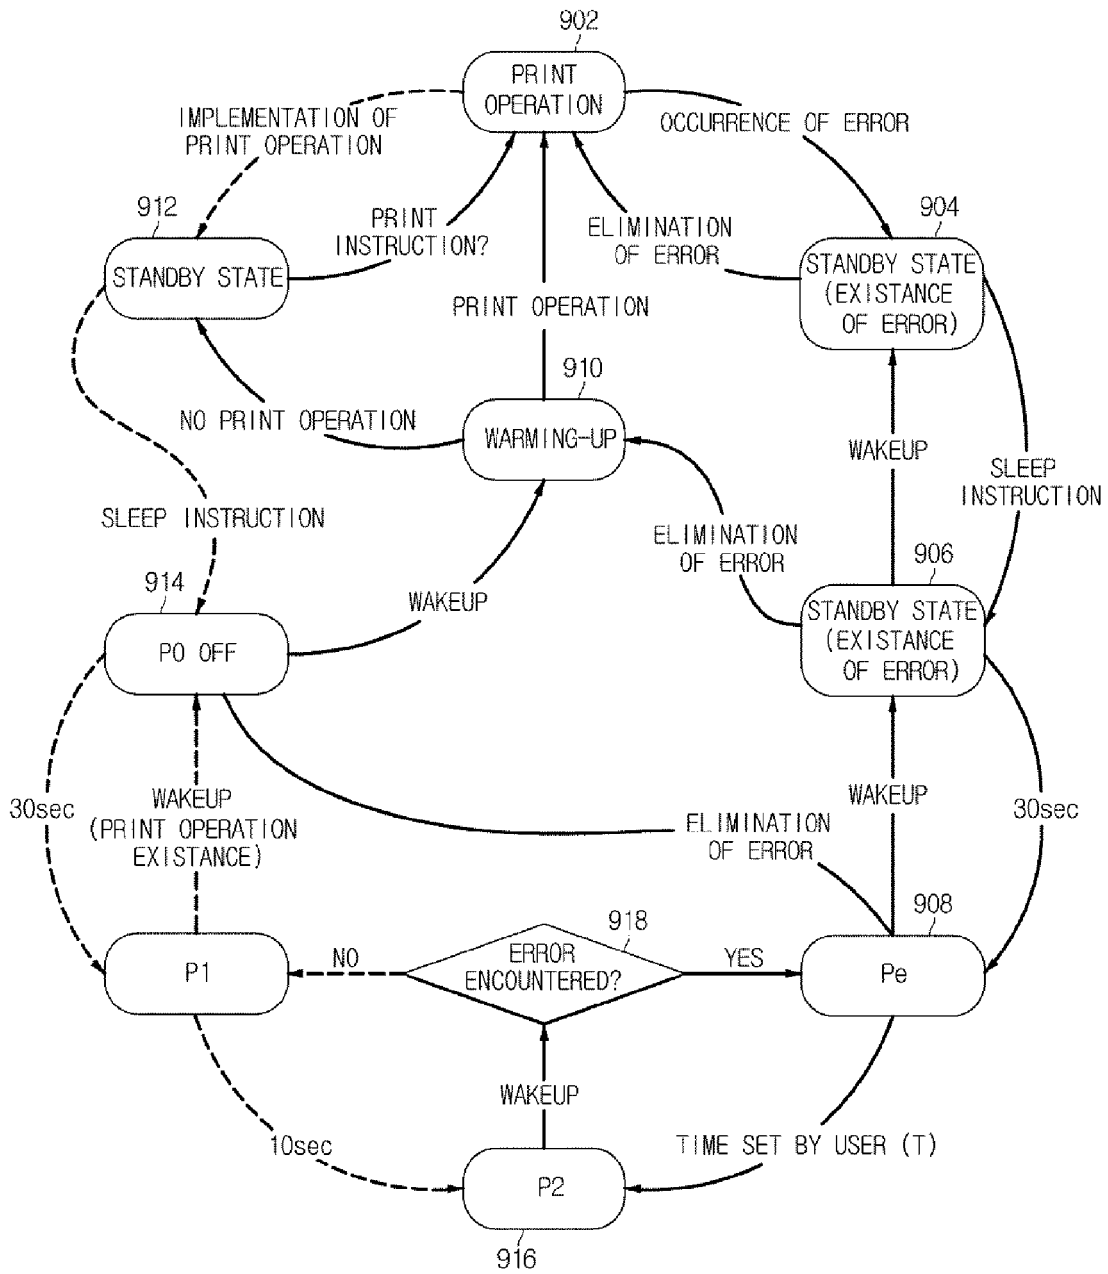 902
PRINT
OPERATION
IMPLEMENTATION OF
PRINT OPERATION
OCCURRENCE OF ERROR
912
904
PRINT
INSTRUCTION?
ELIMINATION
OF ERROR
STANDBY STATE
STANDBY STATE
(EXISTANCE
OF ERROR)
PRINT OPERATION
910
NO PRINT OPERATION
WARMING-UP
WAKEUP
SLEEP
INSTRUCTION
SLEEP INSTRUCTION
ELIMINATION
OF ERROR
906
914
WAKEUP
STANDBY STATE
(EXISTANCE
OF ERROR)
P0 OFF
30sec
WAKEUP
(PRINT OPERATION
EXISTANCE)
WAKEUP
30sec
ELIMINATION
OF ERROR
908
918
P1
NO
ERROR
ENCOUNTERED?
YES
Pe
WAKEUP
10sec
TIME SET BY USER (T)
P2
916